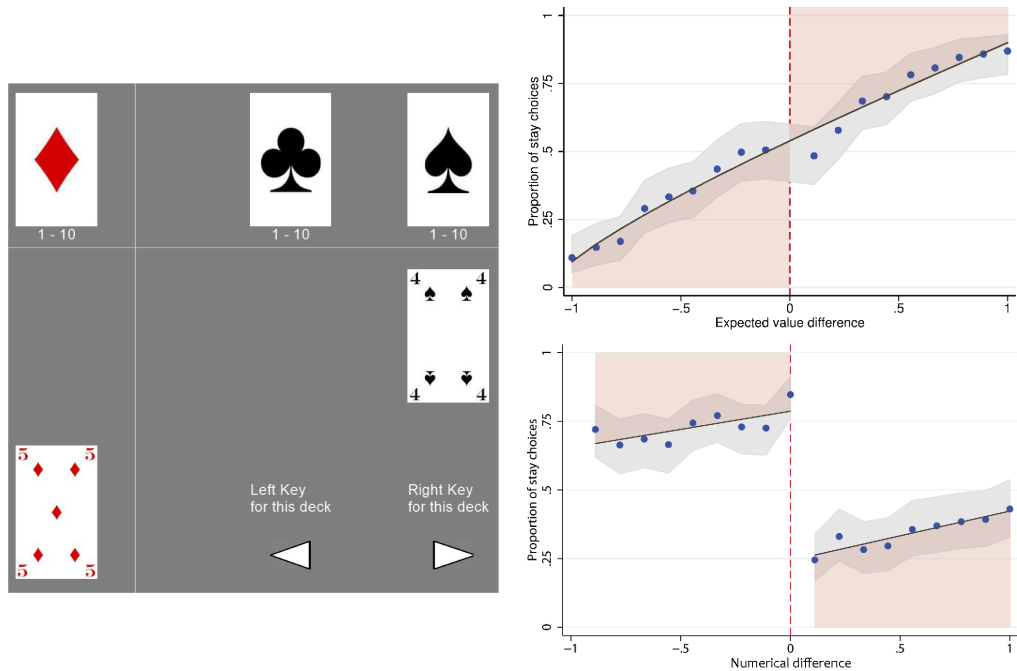 1 - 10
1 - 10
1 - 10
4
4
4
4
5
5
5
5
Left Key
for this deck
Right Key
for this deck
Proportion of stay choices
1
.75
.5
.25
0
−1
−.5
0
.5
1
Expected value difference
Proportion of stay choices
1
.75
.5
.25
0
−1
−.5
0
.5
1
Numerical difference